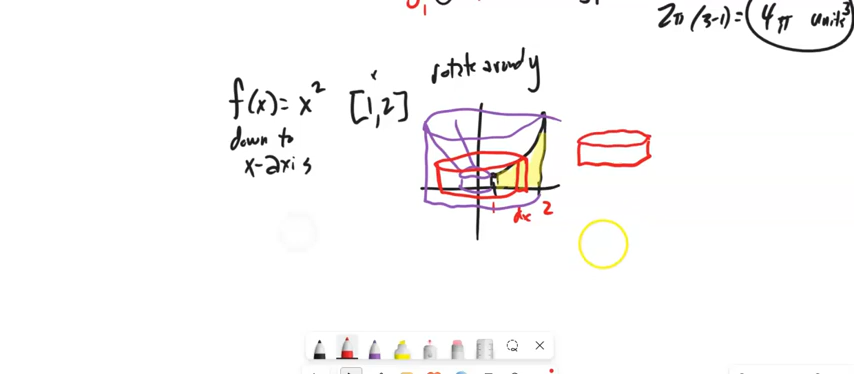 2π (3-1) = 4π units³
rotate around y
f(x) = x² [1,2]
down to
x-axis
1 dx 2